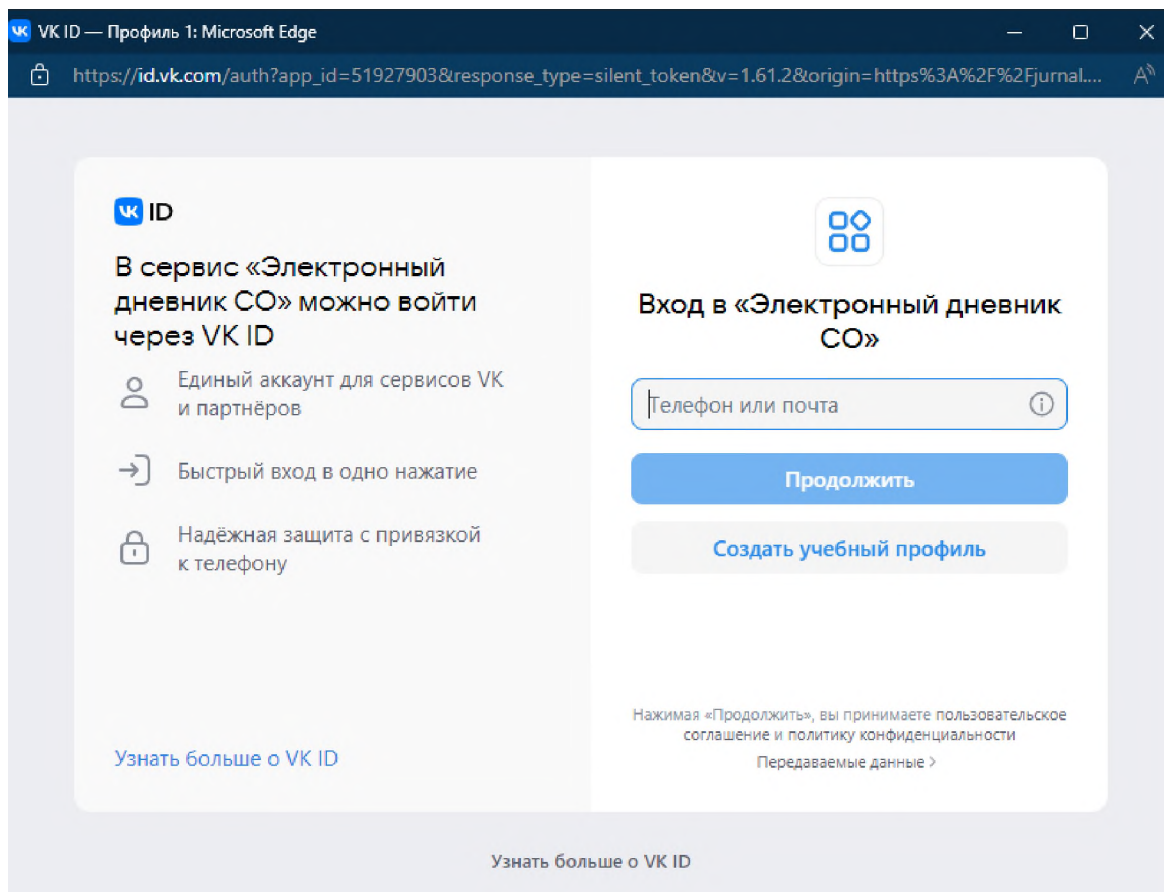 VK ID — Профиль 1: Microsoft Edge
https://id.vk.com/auth?app_id=51927903&response_type=silent_token&v=1.61.2&origin=https%3A%2F%2Fjurnal....
VK ID
В сервис «Электронный
дневник СО» можно войти
через VK ID
Единый аккаунт для сервисов VK
и партнёров
Быстрый вход в одно нажатие
Надёжная защита с привязкой
к телефону
Узнать больше о VK ID
Вход в «Электронный дневник
СО»
Телефон или почта
Продолжить
Создать учебный профиль
Нажимая «Продолжить», вы принимаете пользовательское
соглашение и политику конфиденциальности
Передаваемые данные >
Узнать больше о VK ID